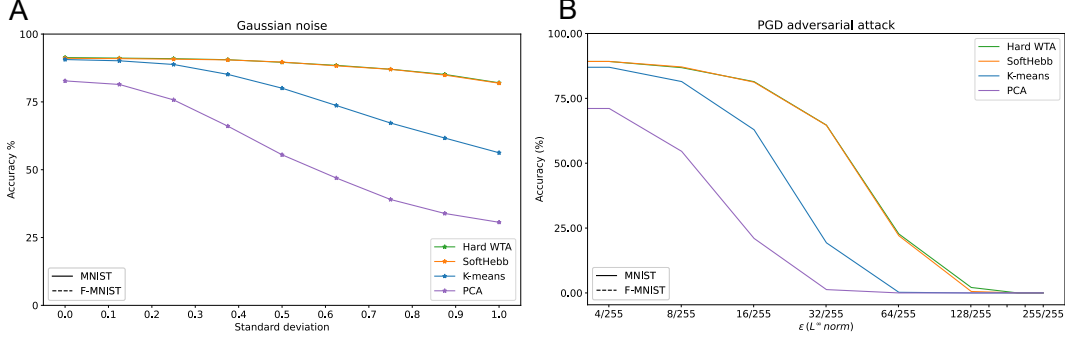 A
Gaussian noise
100
75
50
25
0
Accuracy %
0.0 0.1 0.2 0.3 0.4 0.5 0.6 0.7 0.8 0.9 1.0
Standard deviation
MNIST
F-MNIST
Hard WTA
SoftHebb
K-means
PCA
B
PGD adversarial attack
100.00
75.00
50.00
25.00
0.00
Accuracy (%)
4/255 8/255 16/255 32/255 64/255 128/255 255/255
ε (L∞ norm)
Hard WTA
SoftHebb
K-means
PCA
MNIST
F-MNIST